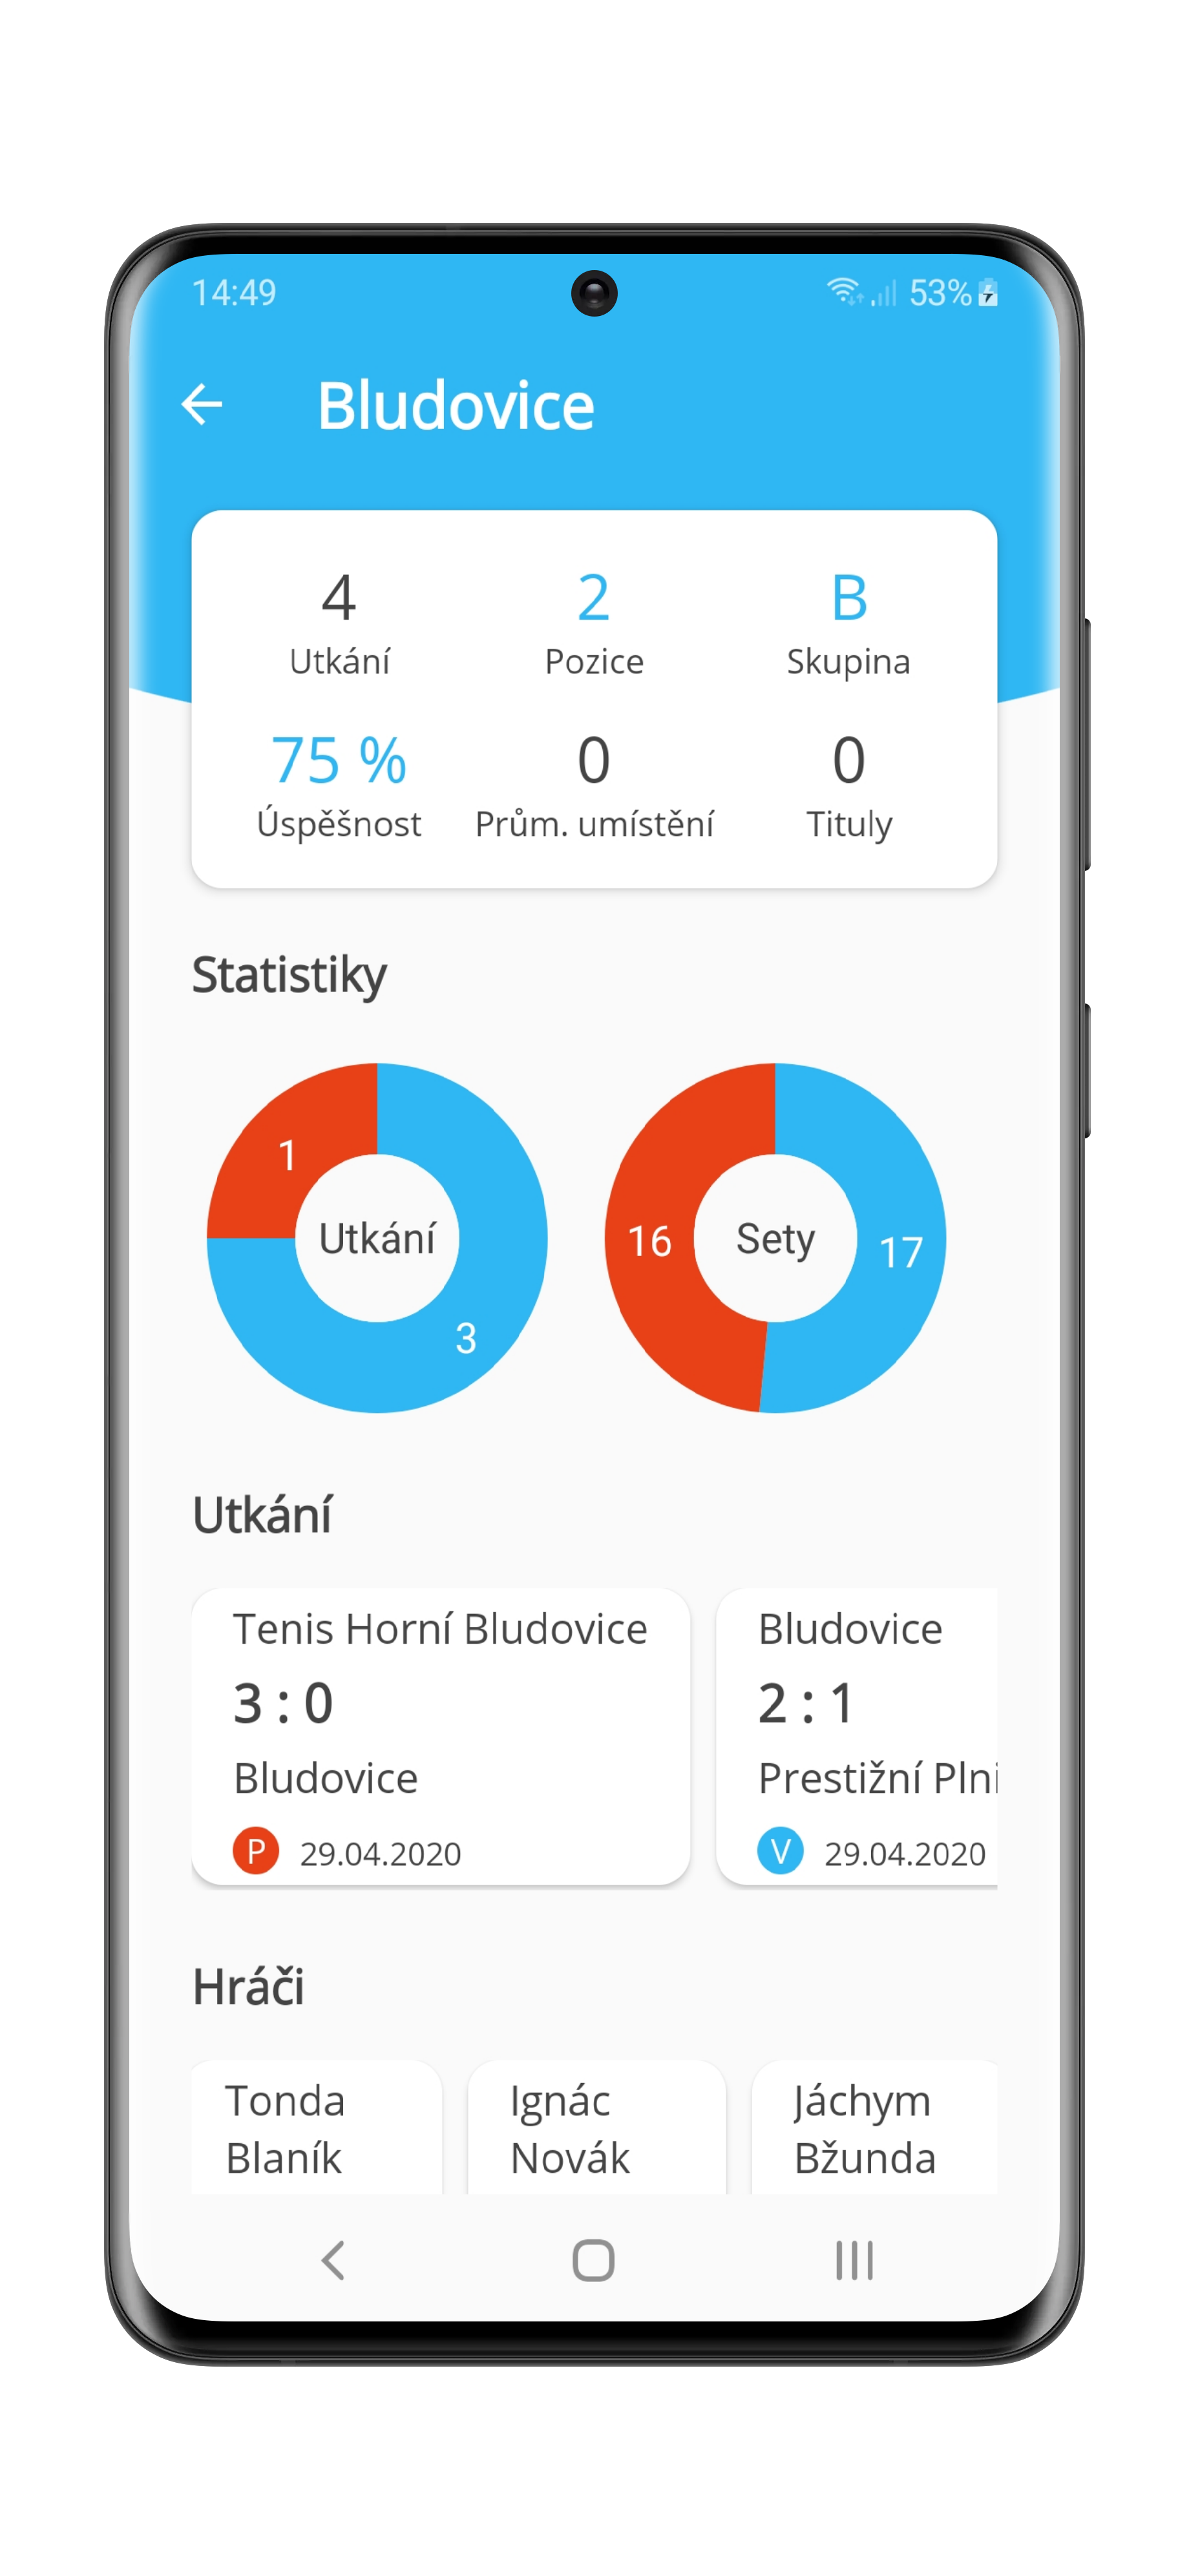 14:49
53%
Bludovice
4 2 B
Utkání Pozice Skupina
75 % 0 0
Úspěšnost Prům. umístění Tituly
Statistiky
1
Utkání
3
16
Sety
17
Utkání
Tenis Horní Bludovice
3 : 0
Bludovice
P 29.04.2020
Bludovice
2 : 1
Prestižní Plni
V 29.04.2020
Hráči
Tonda
Blaník
Ignác
Novák
Jáchym
Bžunda